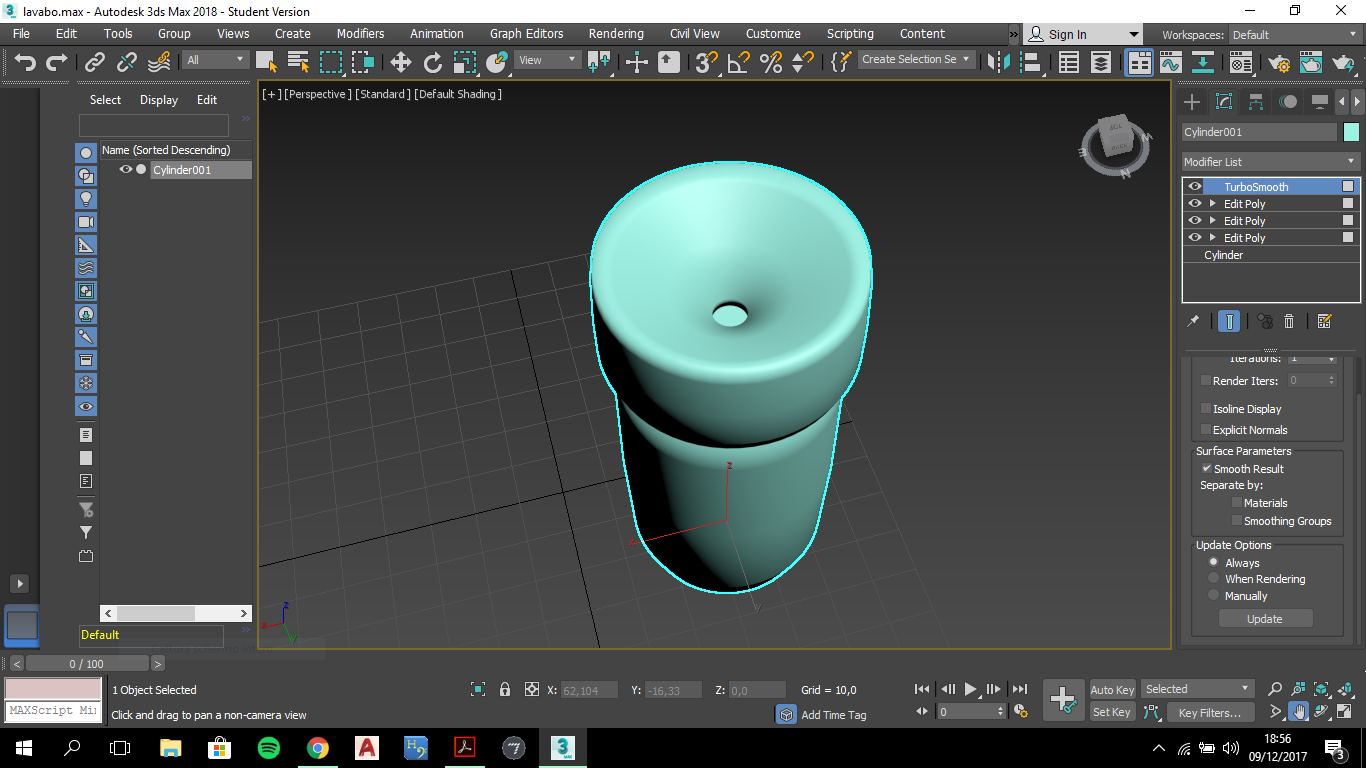 lavabo.max - Autodesk 3ds Max 2018 - Student Version
File Edit Tools Group Views Create Modifiers Animation Graph Editors Rendering Civil View Customize Scripting Content » Sign In Workspaces: Default
All View Create Selection Se
Select Display Edit
[+] [Perspective] [Standard] [Default Shading]
Name (Sorted Descending)
Cylinder001
Cylinder001
Modifier List
TurboSmooth
Edit Poly
Edit Poly
Edit Poly
Cylinder
Iterations: 1
Render Iters: 0
Isoline Display
Explicit Normals
Surface Parameters
Smooth Result
Separate by:
Materials
Smoothing Groups
Update Options
Always
When Rendering
Manually
Update
Default
0 / 100
1 Object Selected
X: 62,104 Y: -16,33 Z: 0,0 Grid = 10,0
Auto Key Selected
MAXScript Mi
Click and drag to pan a non-camera view
Add Time Tag
0
Set Key Key Filters...
18:56
09/12/2017
3